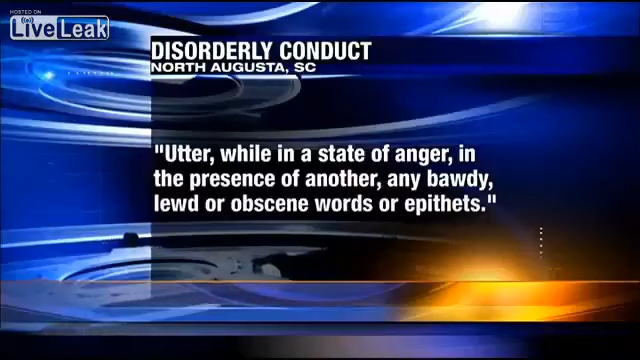 HOSTED ON
LiveLeak
DISORDERLY CONDUCT
NORTH AUGUSTA, SC
"Utter, while in a state of anger, in
the presence of another, any bawdy,
lewd or obscene words or epithets."